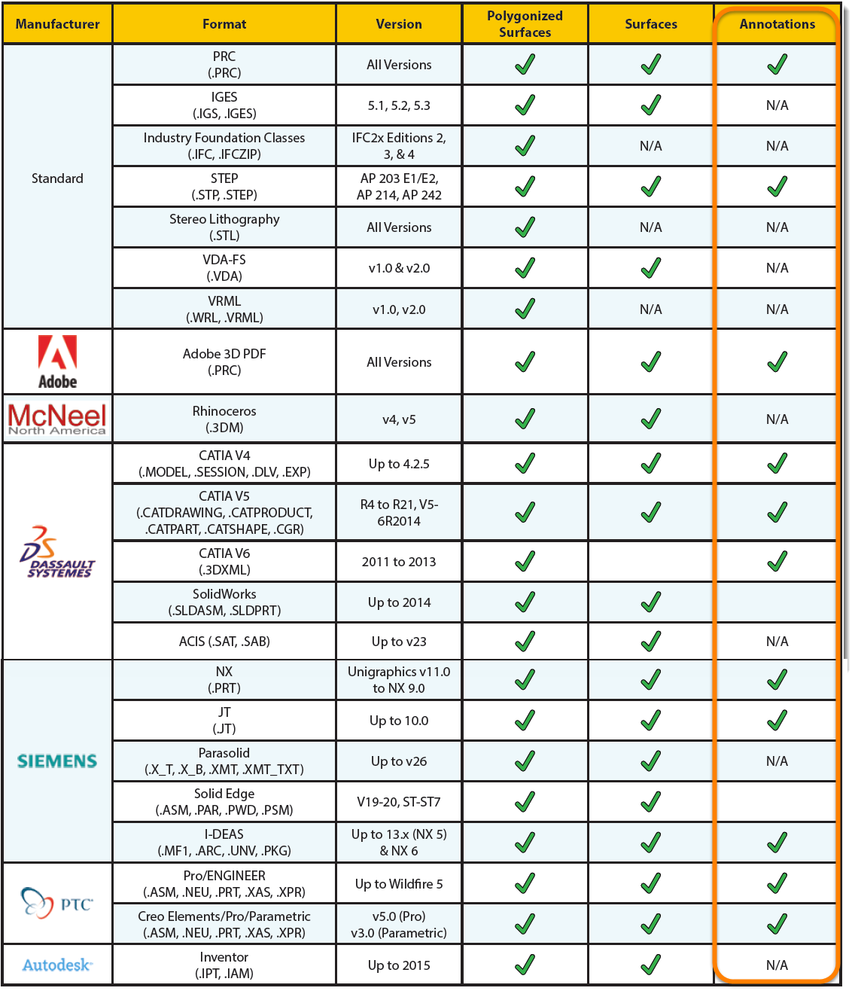 Manufacturer Format Version Polygonized Surfaces Annotations
Surfaces
Standard
PRC
(.PRC)
All Versions
IGES
(.IGS, .IGES)
5.1, 5.2, 5.3
N/A
Industry Foundation Classes
(.IFC, .IFCZIP)
IFC2x Editions 2,
3, & 4
N/A
N/A
STEP
(.STP, .STEP)
AP 203 E1/E2,
AP 214, AP 242
Stereo Lithography
(.STL)
All Versions
N/A
N/A
VDA-FS
(.VDA)
v1.0 & v2.0
N/A
VRML
(.WRL, .VRML)
v1.0, v2.0
N/A
N/A
Adobe
Adobe 3D PDF
(.PRC)
All Versions
McNeel
North America
Rhinoceros
(.3DM)
v4, v5
N/A
DASSAULT
SYSTEMES
CATIA V4
(.MODEL, .SESSION, .DLV, .EXP)
Up to 4.2.5
CATIA V5
(.CATDRAWING, .CATPRODUCT,
.CATPART, .CATSHAPE, .CGR)
R4 to R21, V5-
6R2014
CATIA V6
(.3DXML)
2011 to 2013
SolidWorks
(.SLDASM, .SLDPRT)
Up to 2014
ACIS (.SAT, .SAB)
Up to v23
N/A
SIEMENS
NX
(.PRT)
Unigraphics v11.0
to NX 9.0
JT
(.JT)
Up to 10.0
Parasolid
(.X_T, .X_B, .XMT, .XMT_TXT)
Up to v26
N/A
Solid Edge
(.ASM, .PAR, .PWD, .PSM)
V19-20, ST-ST7
I-DEAS
(.MF1, .ARC, .UNV, .PKG)
Up to 13.x (NX 5)
& NX 6
PTC
Pro/ENGINEER
(.ASM, .NEU, .PRT, .XAS, .XPR)
Up to Wildfire 5
Creo Elements/Pro/Parametric
(.ASM, .NEU, .PRT, .XAS, .XPR)
v5.0 (Pro)
v3.0 (Parametric)
Autodesk
Inventor
(.IPT, .IAM)
Up to 2015
N/A